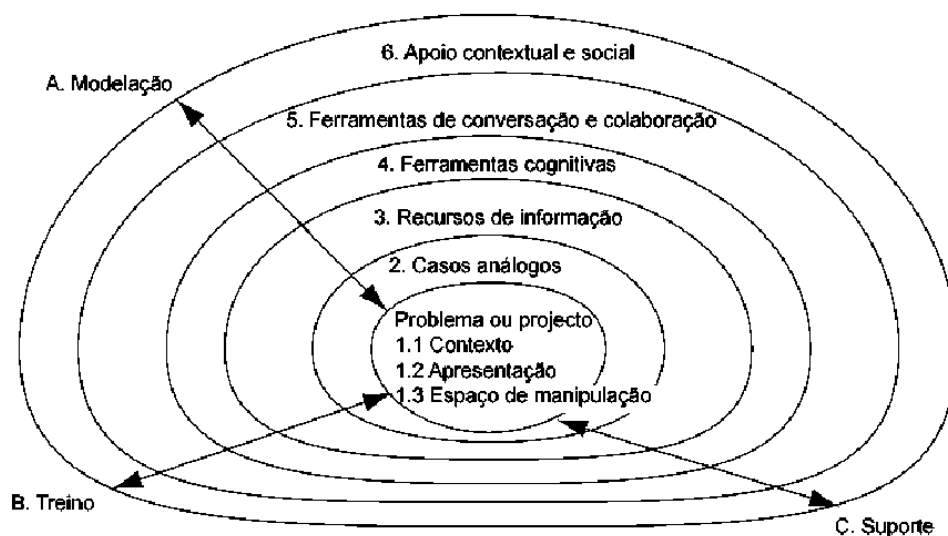 6. Apoio contextual e social
A. Modelação
5. Ferramentas de conversação e colaboração
4. Ferramentas cognitivas
3. Recursos de informação
2. Casos análogos
Problema ou projecto
1.1 Contexto
1.2 Apresentação
1.3 Espaço de manipulação
B. Treino
C. Suporte